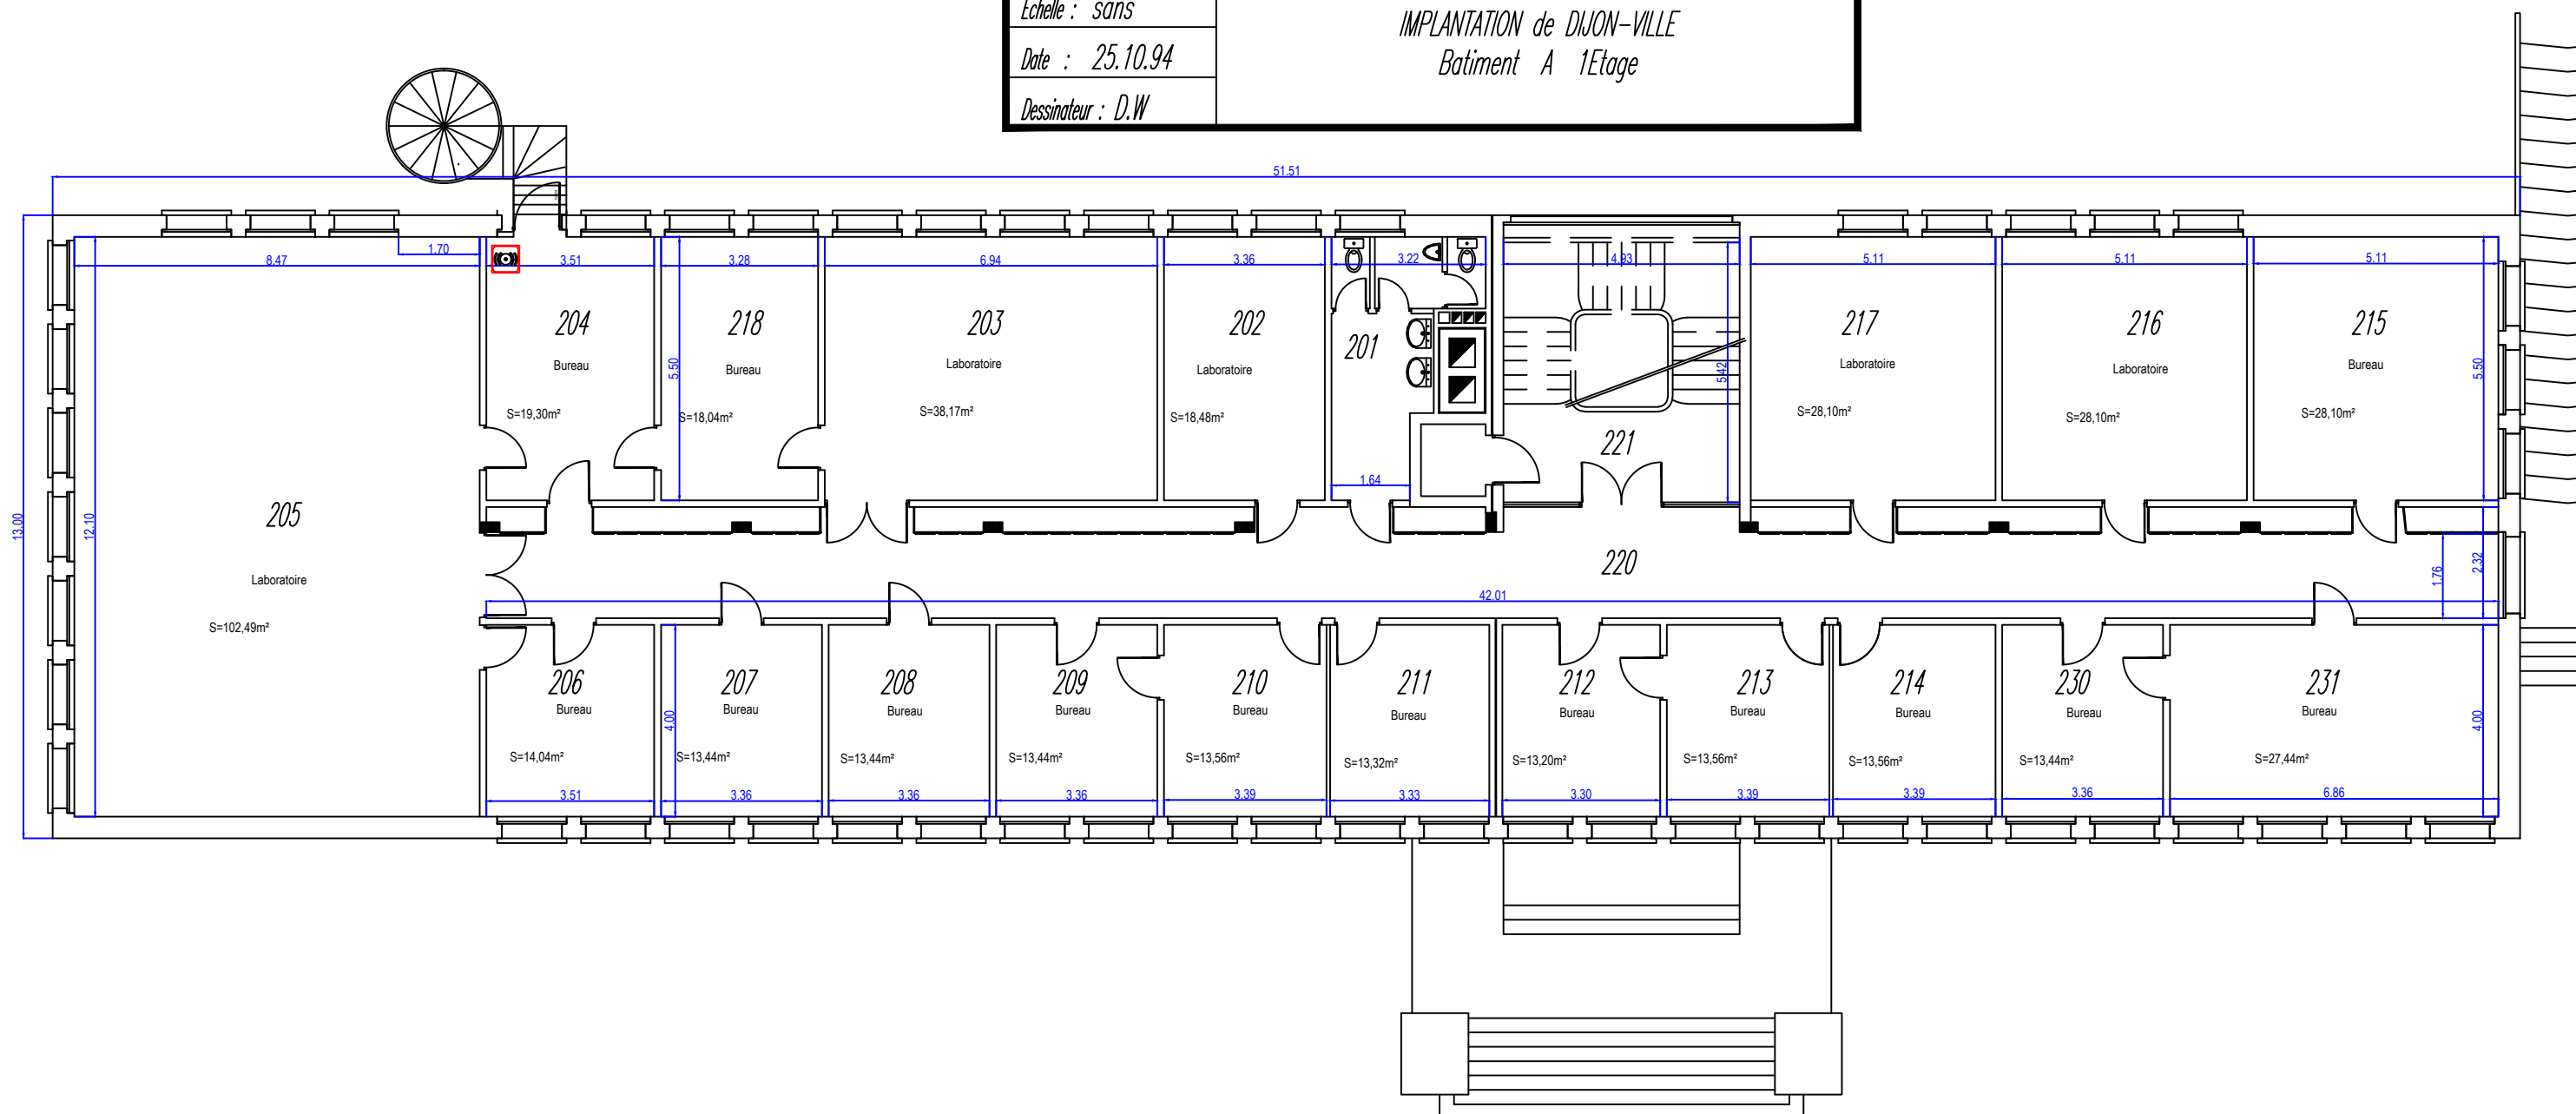 Echelle : sans
IMPLANTATION de DIJON-VILLE
Date : 25.10.94
Batiment A 1Etage
Dessinateur : D.W
51.51
1.70
8.47
3.51
3.28
6.94
3.36
3.22
4.93
5.11
5.11
5.11
204
218
203
202
201
217
216
215
Bureau
Bureau
Laboratoire
Laboratoire
Laboratoire
Laboratoire
Bureau
5.50
5.42
5.50
S=19,30m²
S=18,04m²
S=38,17m²
S=18,48m²
S=28,10m²
S=28,10m²
S=28,10m²
221
1.64
205
13.00
12.10
Laboratoire
S=102,49m²
220
1.76
2.32
42.01
206
207
208
209
210
211
212
213
214
230
231
Bureau
Bureau
Bureau
Bureau
Bureau
Bureau
Bureau
Bureau
Bureau
Bureau
Bureau
4.00
4.00
S=14,04m²
S=13,44m²
S=13,44m²
S=13,44m²
S=13,56m²
S=13,32m²
S=13,20m²
S=13,56m²
S=13,56m²
S=13,44m²
S=27,44m²
3.51
3.36
3.36
3.36
3.39
3.33
3.30
3.39
3.39
3.36
6.86